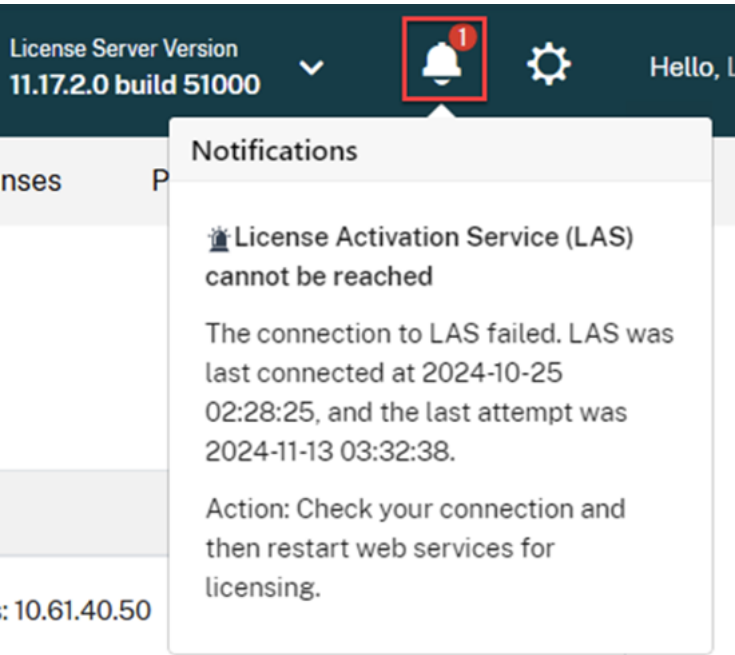 License Server Version
11.17.2.0 build 51000
1
Hello,
Notifications
License Activation Service (LAS)
cannot be reached
The connection to LAS failed. LAS was
last connected at 2024-10-25
02:28:25, and the last attempt was
2024-11-13 03:32:38.
Action: Check your connection and
then restart web services for
licensing.
nses
P
: 10.61.40.50